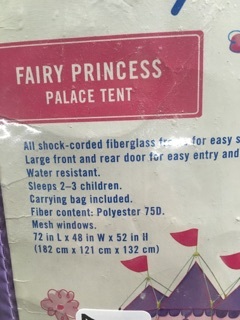 FAIRY PRINCESS
PALACE TENT
All shock-corded fiberglass for easy
Large front and rear door for easy entry and
Water resistant.
Sleeps 2-3 children.
Carrying bag included.
Fiber content: Polyester 75D.
Mesh windows.
72 in L x 48 in W x 52 in H
(182 cm x 121 cm x 132 cm)